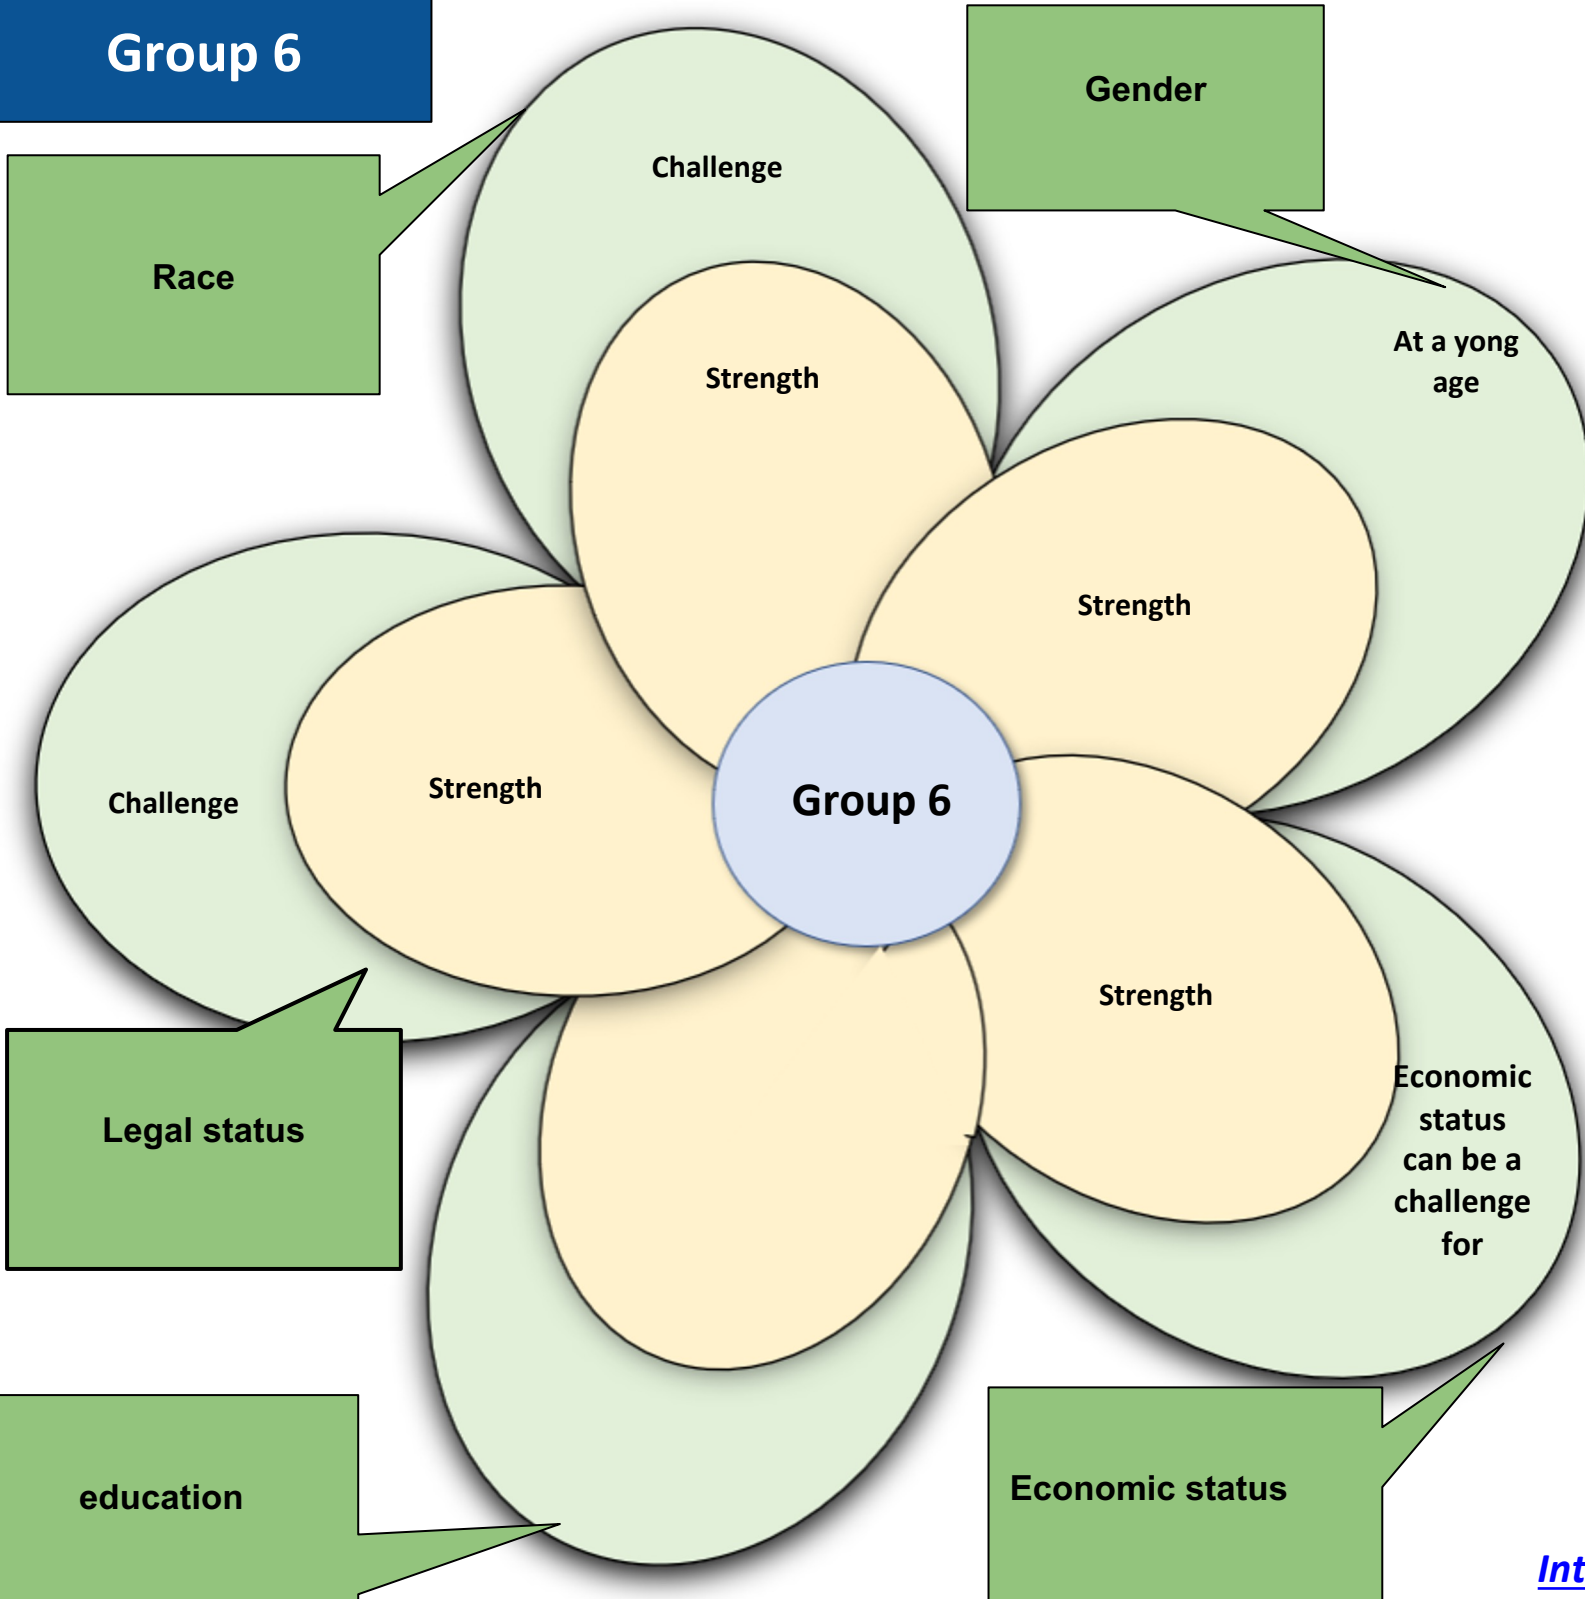 Group 6
Gender
Race
Challenge
Strength
At a yong
age
Strength
Challenge
Strength
Group 6
Strength
Economic
status
can be a
challenge
for
Legal status
education
Economic status
Int